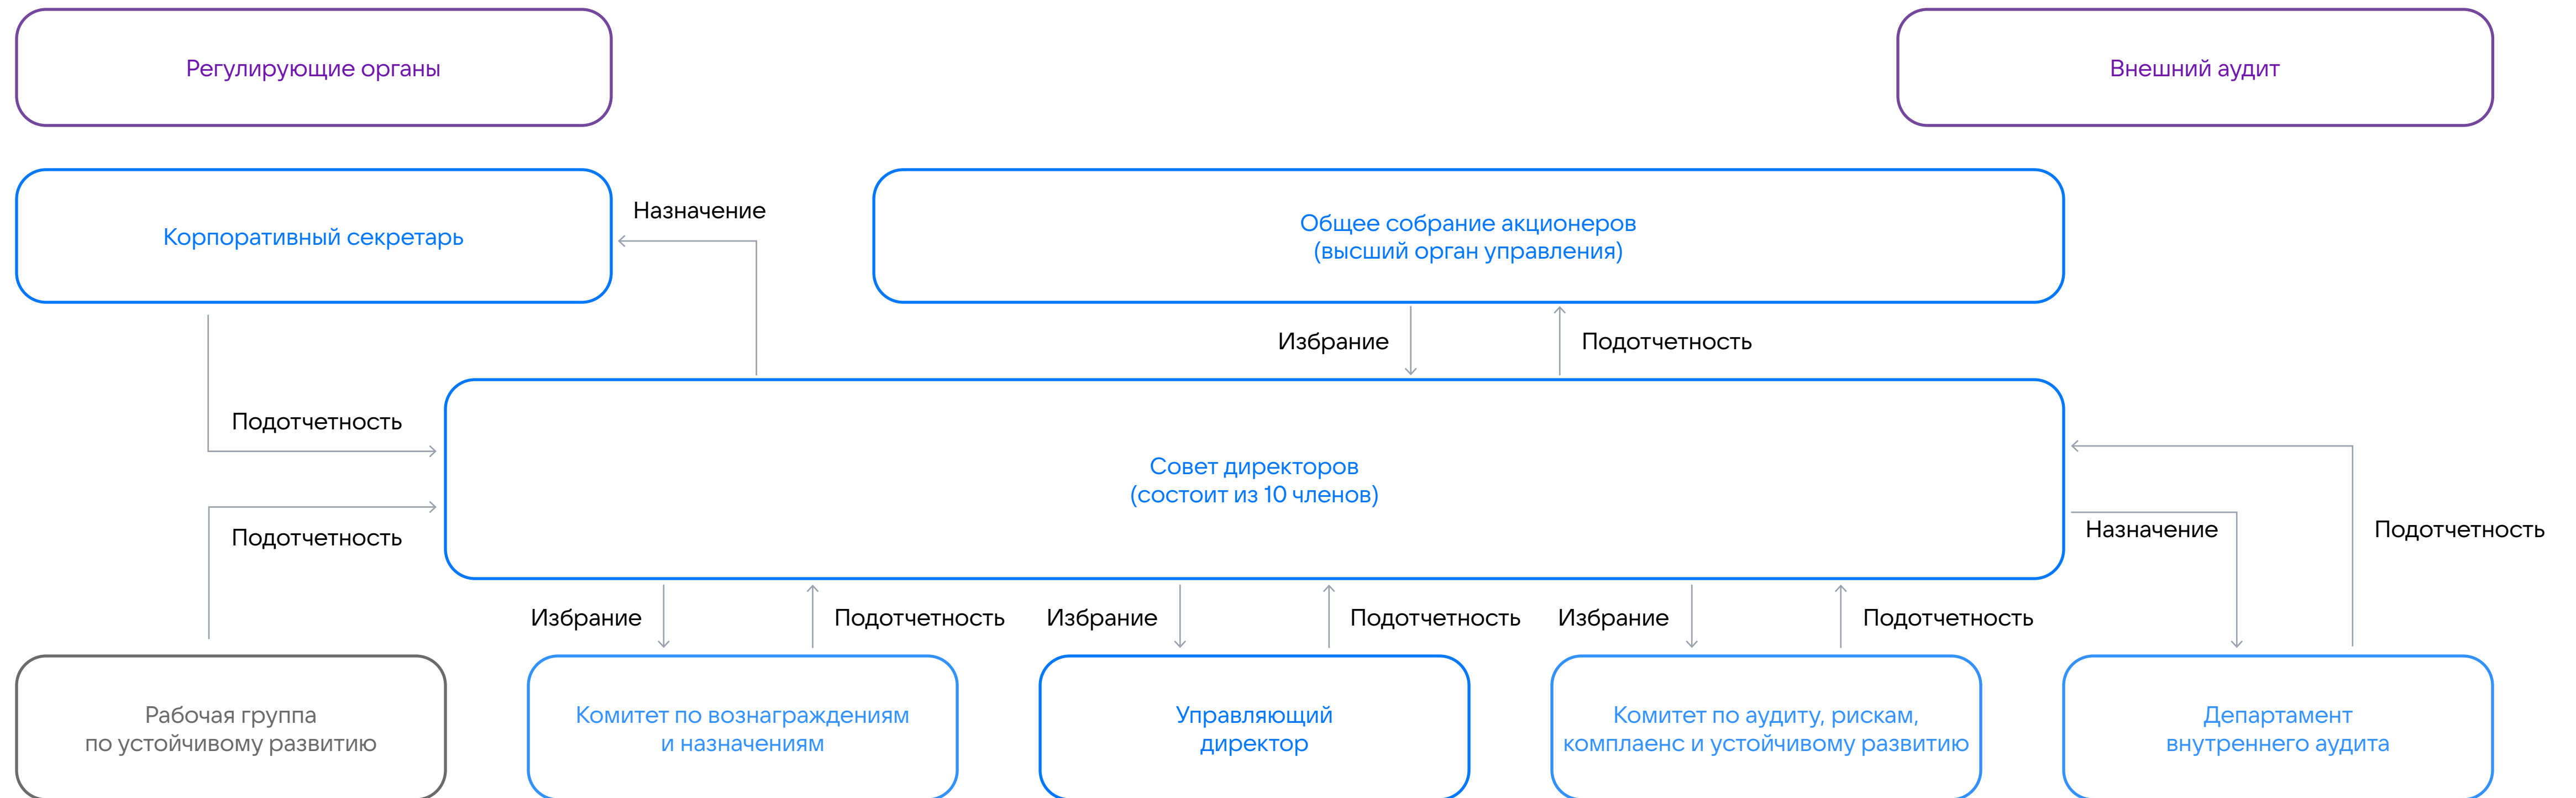 Регулирующие органы
Внешний аудит
Корпоративный секретарь
Назначение
Общее собрание акционеров
(высший орган управления)
Избрание
Подотчетность
Подотчетность
Совет директоров
(состоит из 10 членов)
Подотчетность
Назначение
Подотчетность
Избрание
Подотчетность
Избрание
Подотчетность
Избрание
Подотчетность
Рабочая группа
по устойчивому развитию
Комитет по вознаграждениям
и назначениям
Управляющий
директор
Комитет по аудиту, рискам,
комплаенс и устойчивому развитию
Департамент
внутреннего аудита